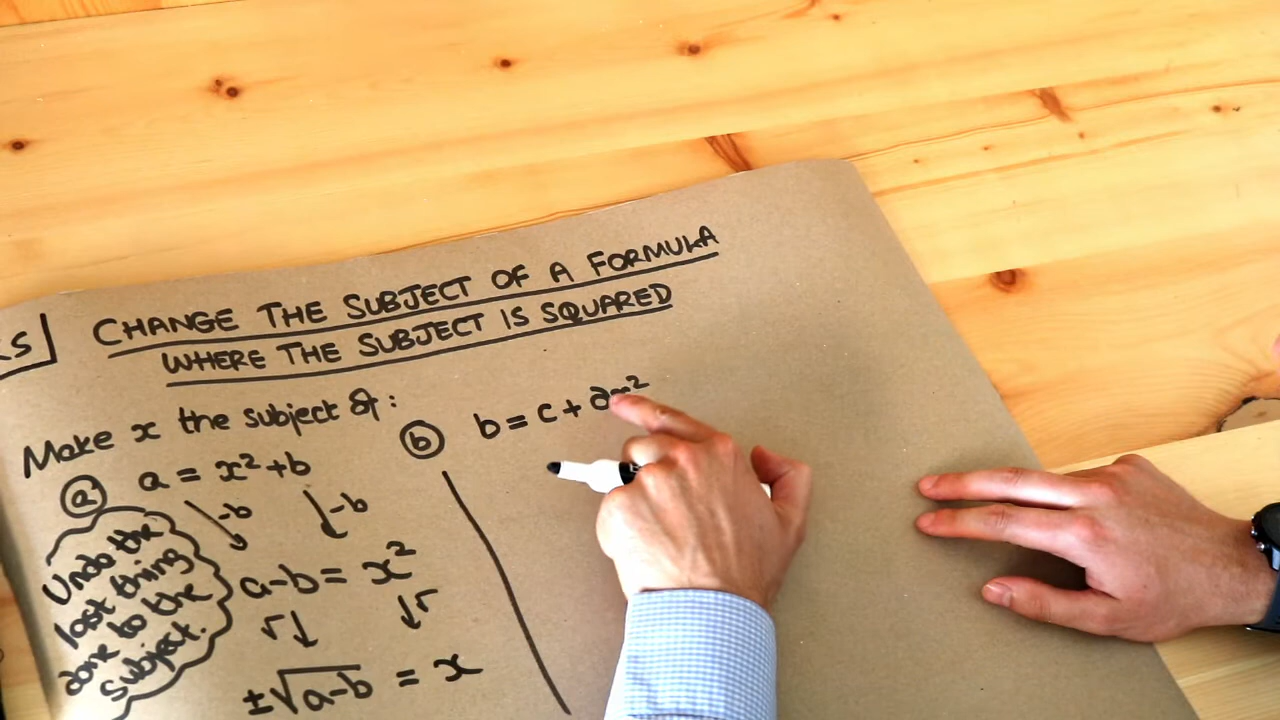 KS
CHANGE THE SUBJECT OF A FORMULA
WHERE THE SUBJECT IS SQUARED
Make x the subject of:
(a) a = x² + b
-b -b
a-b = x²
√ √
±√a-b = x
Undo the
last thing
done to the
subject.
(b) b = c +